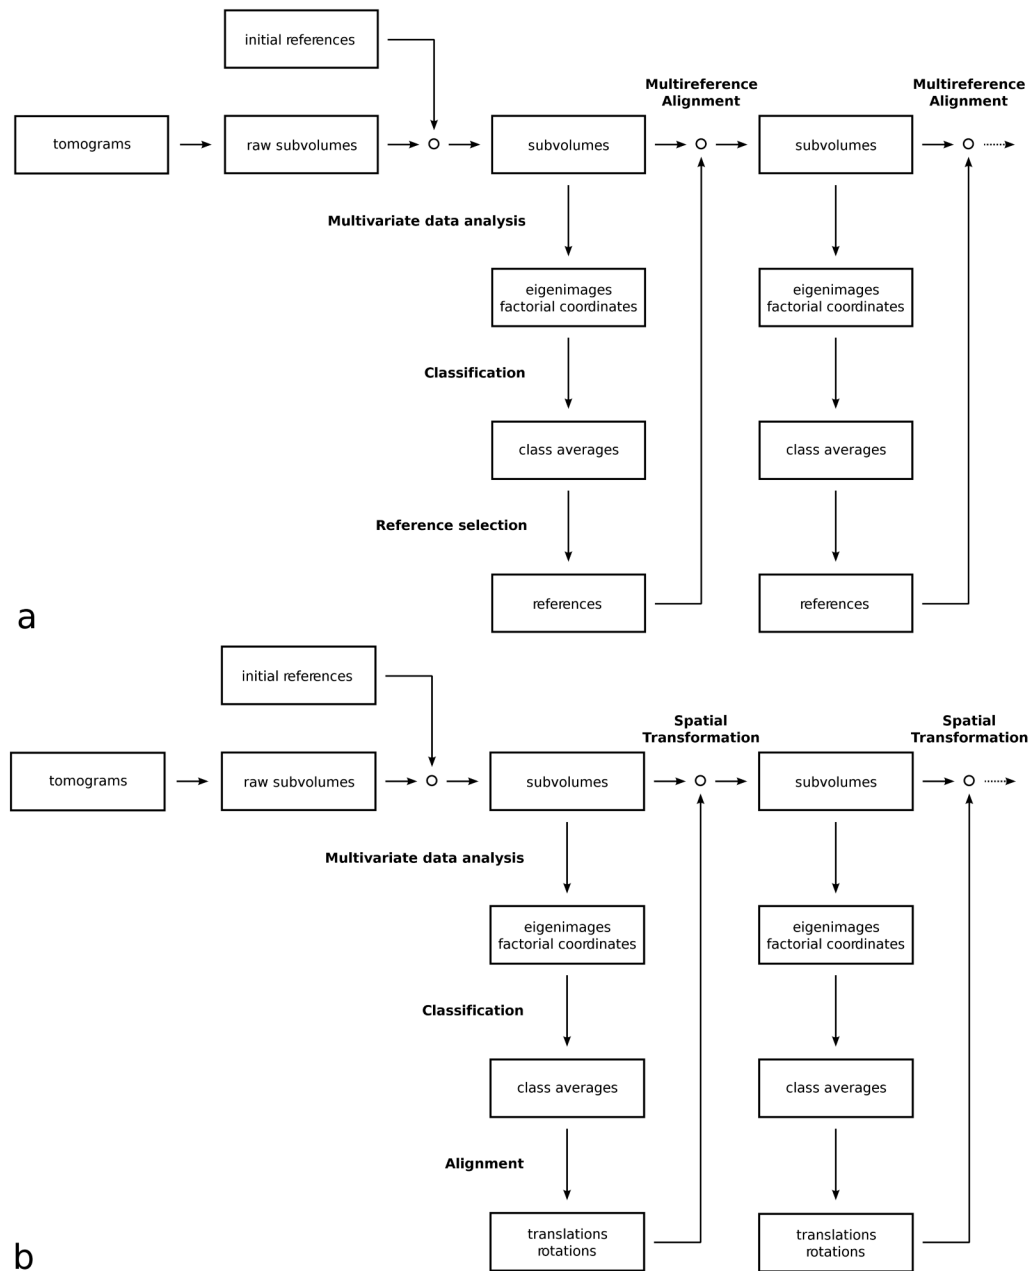 initial references
Multireference
Alignment
Multireference
Alignment
tomograms
raw subvolumes
subvolumes
subvolumes
Multivariate data analysis
eigenimages
factorial coordinates
eigenimages
factorial coordinates
Classification
class averages
class averages
Reference selection
references
references
a
initial references
Spatial
Transformation
Spatial
Transformation
tomograms
raw subvolumes
subvolumes
subvolumes
Multivariate data analysis
eigenimages
factorial coordinates
eigenimages
factorial coordinates
Classification
class averages
class averages
Alignment
translations
rotations
translations
rotations
b